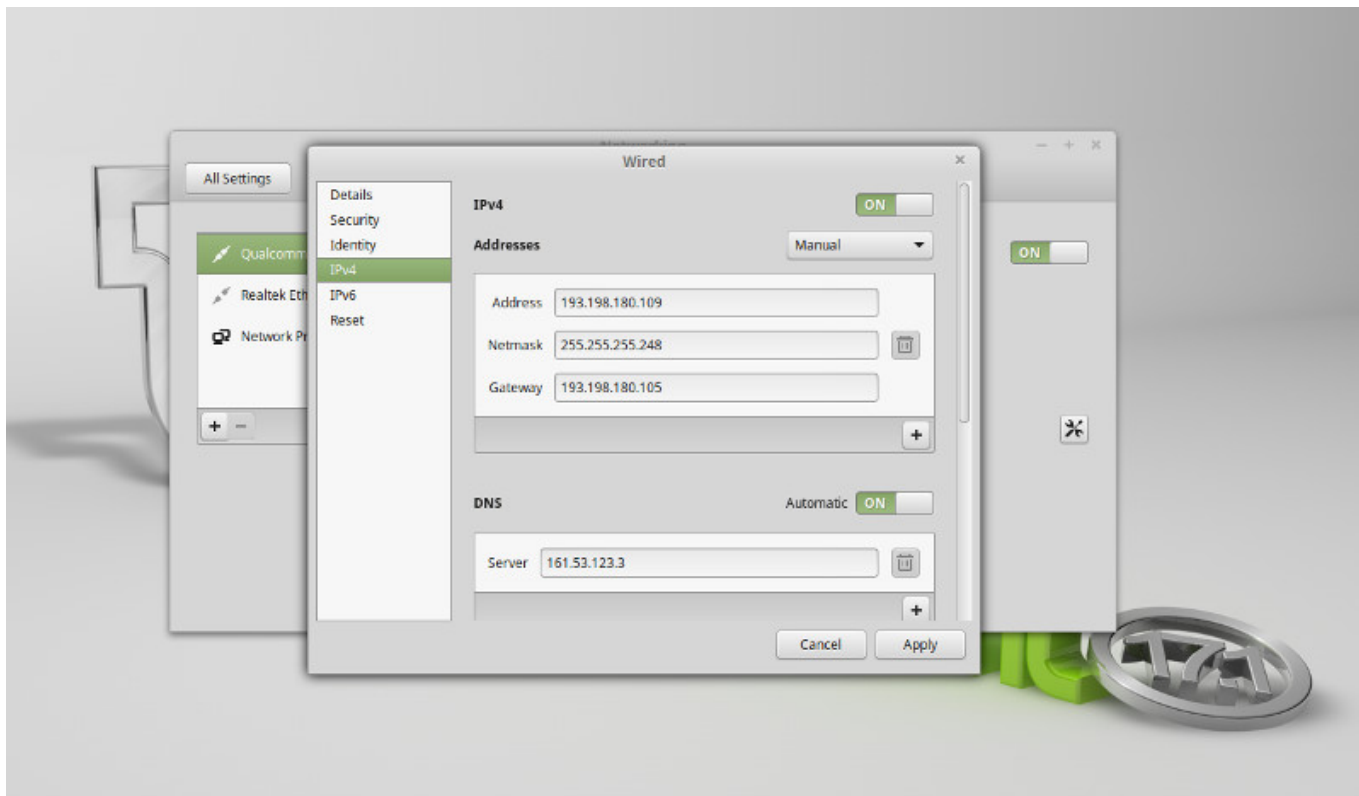 Wired
All Settings
Details
Security
Identity
IPv4
IPv6
Reset
Qualcomm
Realtek Eth
Network Pr
IPv4 ON
Addresses Manual
Address 193.198.180.109
Netmask 255.255.255.248
Gateway 193.198.180.105
DNS Automatic ON
Server 161.53.123.3
Cancel Apply
ON
17.1